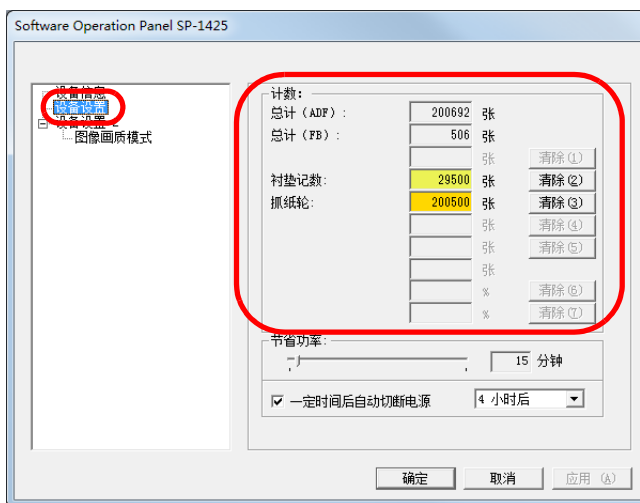 Software Operation Panel SP-1425
设备信息
设备设置
设备设置 2
图像画质模式
计数:
总计 (ADF): 200692 张
总计 (FB): 506 张
张 清除(1)
衬垫记数: 29500 张 清除(2)
抓纸轮: 200500 张 清除(3)
张 清除(4)
张 清除(5)
张
% 清除(6)
% 清除(7)
节省功率:
15 分钟
一定时间后自动切断电源 4 小时后
确定 取消 应用 (A)